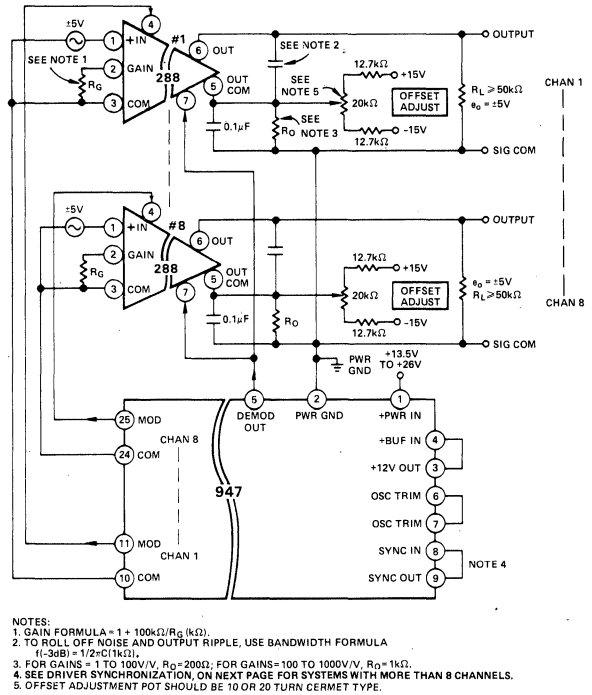 ±5V
1
+IN
4
#1
6
OUT
SEE NOTE 1
2
GAIN
288
RG
3
COM
OUT
COM
5
7
0.1µF
SEE NOTE 2
SEE
NOTE 5
SEE
NOTE 3
RO
12.7kΩ
+15V
20kΩ
OFFSET
ADJUST
12.7kΩ
-15V
OUTPUT
RL ≥ 50kΩ
eo = ±5V
SIG COM
CHAN 1
±5V
1
+IN
4
#8
6
OUT
2
GAIN
288
RG
3
COM
OUT
COM
5
7
0.1µF
RO
12.7kΩ
+15V
20kΩ
OFFSET
ADJUST
12.7kΩ
-15V
OUTPUT
eo = ±5V
RL ≥ 50kΩ
SIG COM
CHAN 8
PWR
GND
+13.5V
TO +26V
5
DEMOD
OUT
2
PWR GND
1
+PWR IN
25
MOD
24
COM
CHAN 8
CHAN 1
11
MOD
10
COM
947
+BUF IN
4
+12V OUT
3
OSC TRIM
6
OSC TRIM
7
SYNC IN
8
SYNC OUT
9
NOTE 4
NOTES:
1. GAIN FORMULA = 1 + 100kΩ/RG (kΩ).
2. TO ROLL OFF NOISE AND OUTPUT RIPPLE, USE BANDWIDTH FORMULA
f(-3dB) = 1/2πC(1kΩ).
3. FOR GAINS = 1 TO 100V/V, RO=200Ω; FOR GAINS=100 TO 1000V/V, RO=1kΩ.
4. SEE DRIVER SYNCHRONIZATION, ON NEXT PAGE FOR SYSTEMS WITH MORE THAN 8 CHANNELS.
5. OFFSET ADJUSTMENT POT SHOULD BE 10 OR 20 TURN CERMET TYPE.